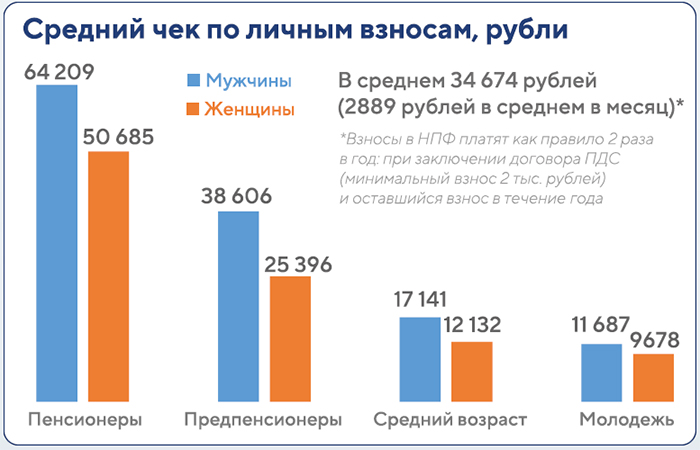 Средний чек по личным взносам, рубли
64 209
50 685
Мужчины
Женщины
В среднем 34 674 рублей
(2889 рублей в среднем в месяц)*
*Взносы в НПФ платят как правило 2 раза
в год: при заключении договора ПДС
(минимальный взнос 2 тыс. рублей)
и оставшийся взнос в течение года
38 606
25 396
17 141
12 132
11 687
9678
Пенсионеры
Предпенсионеры
Средний возраст
Молодежь